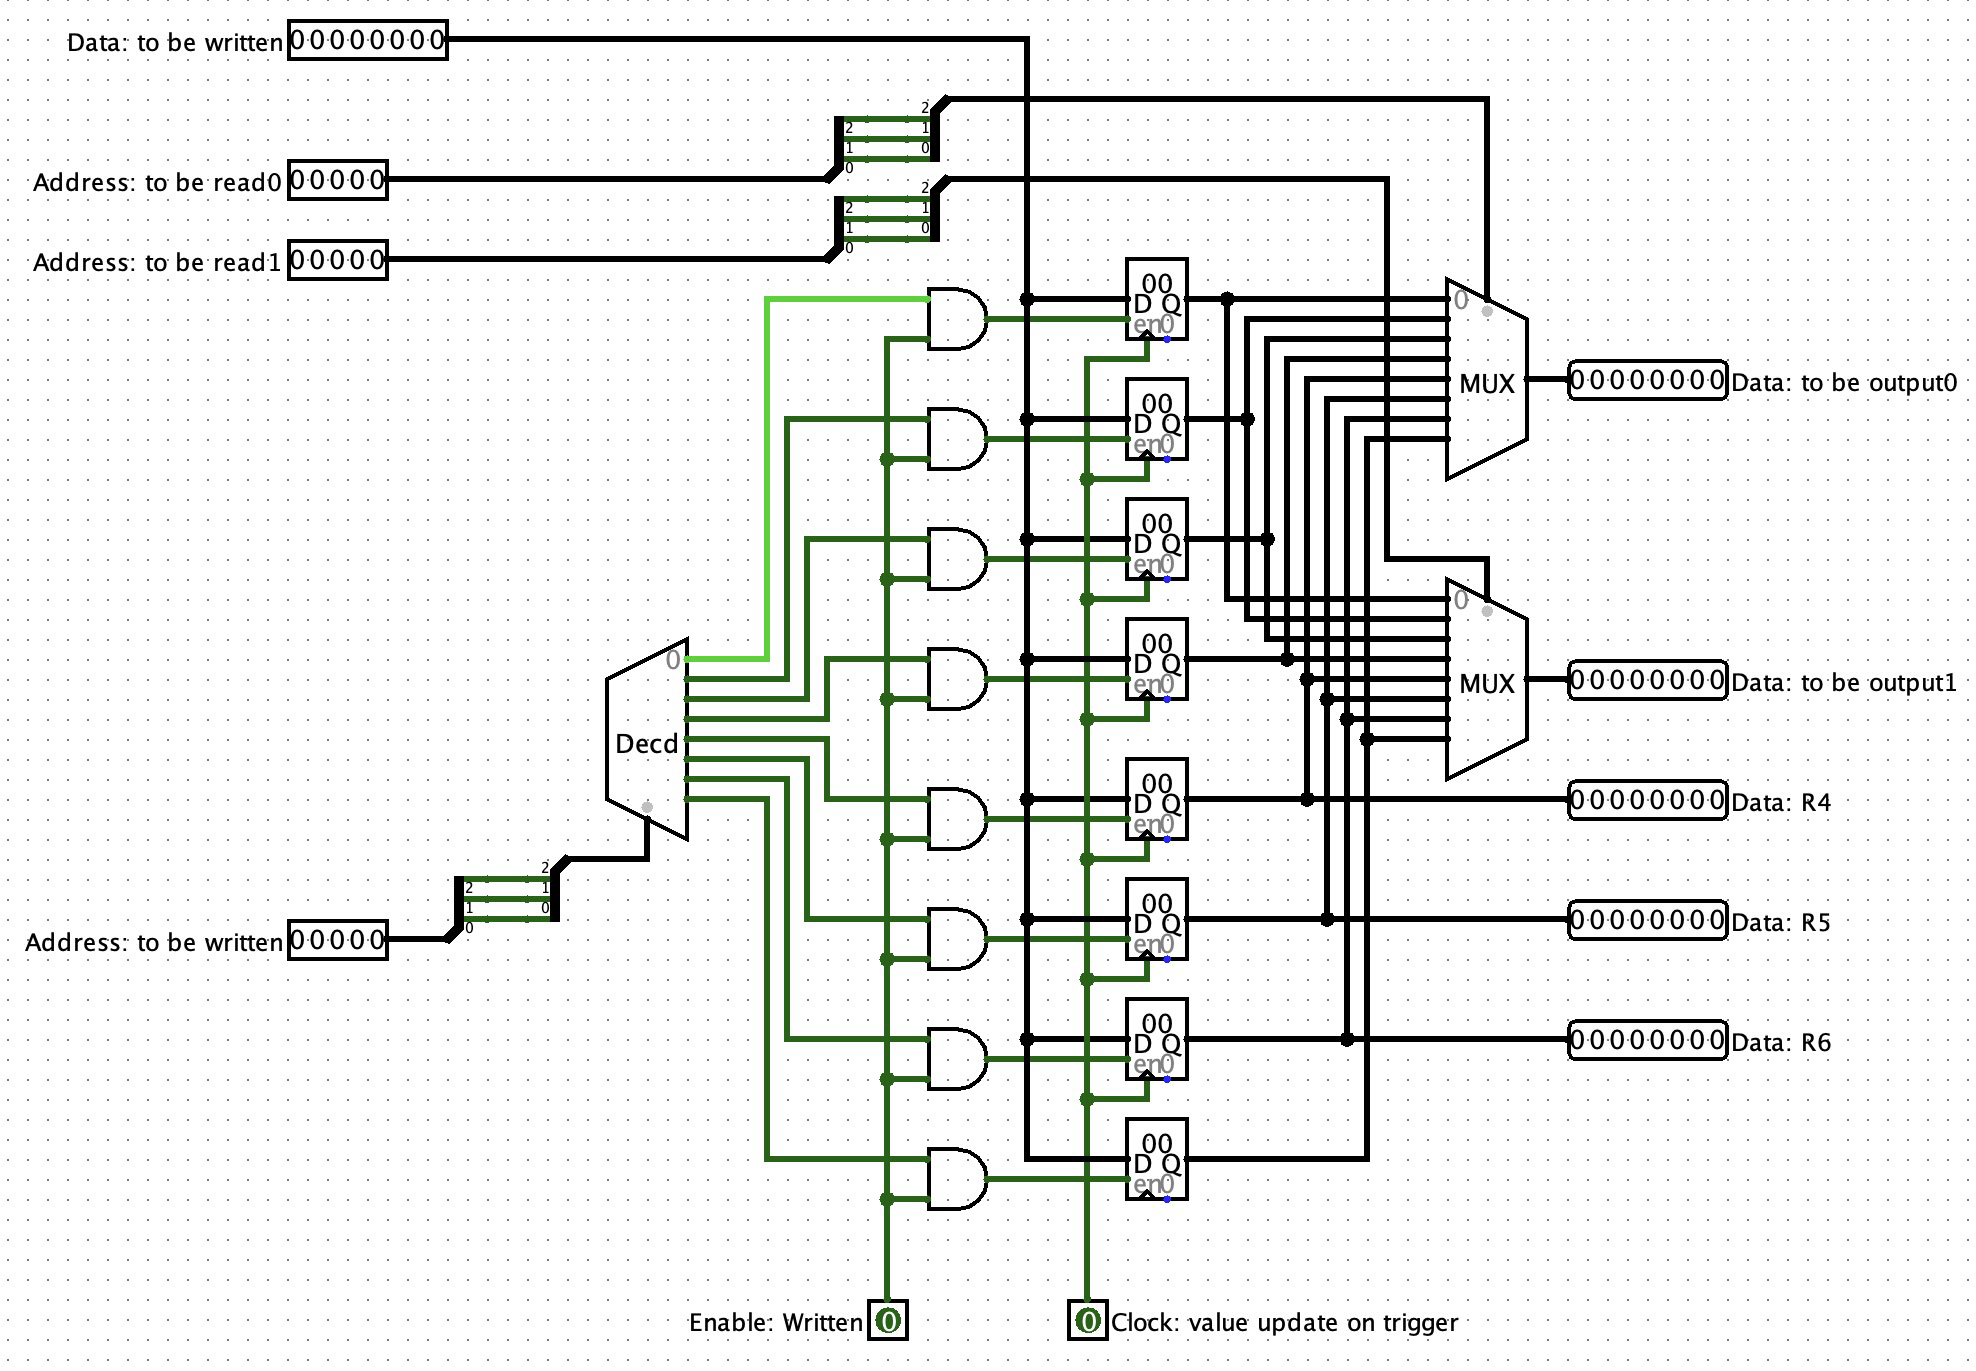 Data: to be written 00000000
2
2 1
1 0
0
Address: to be read0 00000
2
2 1
1 0
0
Address: to be read1 00000
00
D Q
en0
0
MUX
00000000 Data: to be output0
00
D Q
en0
00
D Q
en0
0
MUX
00000000 Data: to be output1
00
D Q
en0
0
Decd
00
D Q
en0
00000000 Data: R4
2
2 1
1 0
0
Address: to be written 00000
00
D Q
en0
00000000 Data: R5
00
D Q
en0
00000000 Data: R6
00
D Q
en0
Enable: Written 0
0 Clock: value update on trigger